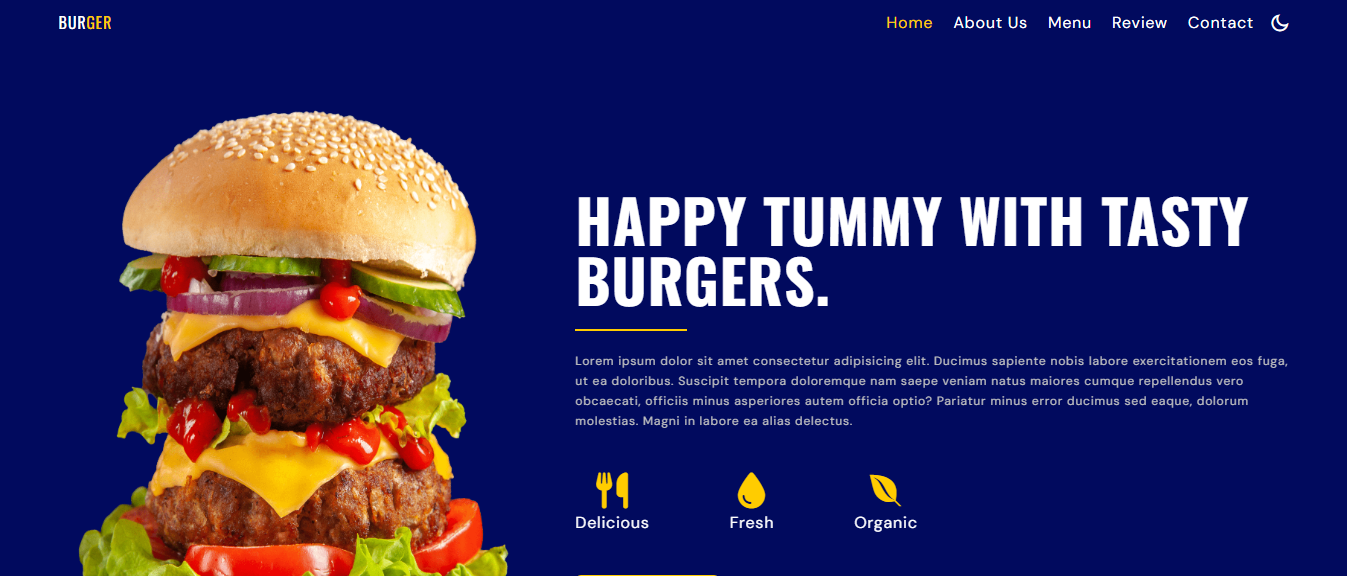 BURGER
Home About Us Menu Review Contact
HAPPY TUMMY WITH TASTY
BURGERS.
Lorem ipsum dolor sit amet consectetur adipisicing elit. Ducimus sapiente nobis labore exercitationem eos fuga,
ut ea doloribus. Suscipit tempora doloremque nam saepe veniam natus maiores cumque repellendus vero
obcaecati, officiis minus asperiores autem officia optio? Pariatur minus error ducimus sed eaque, dolorum
molestias. Magni in labore ea alias delectus.
Delicious Fresh Organic